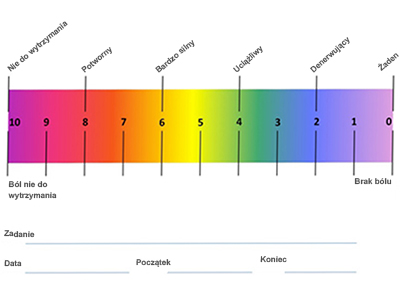 Nie do wytrzymania
Potworny
Bardzo silny
Uciążliwy
Denerwujący
Żaden
10 9 8 7 6 5 4 3 2 1 0
Ból nie do
wytrzymania
Brak bólu
Zadanie
Data Początek Koniec